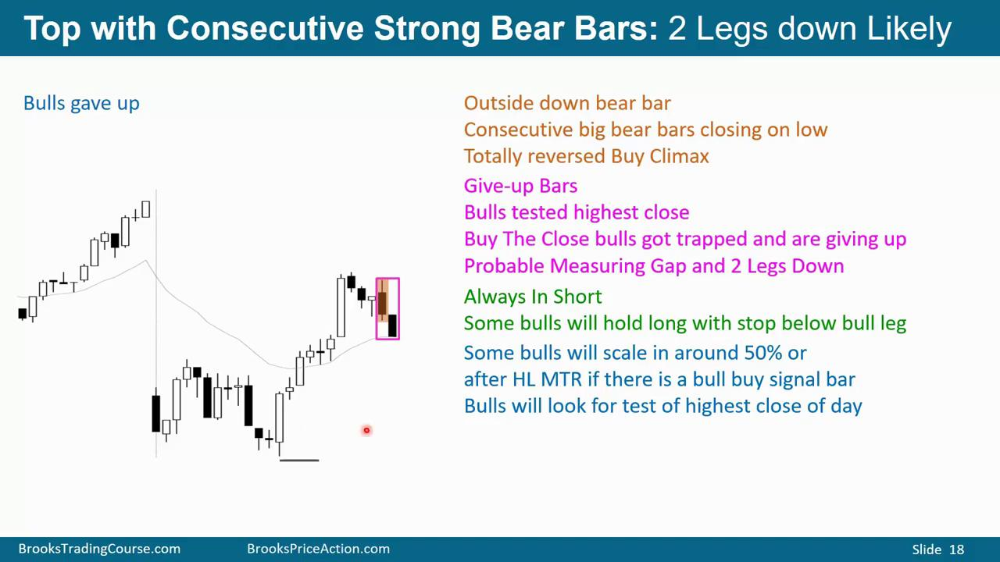 Top with Consecutive Strong Bear Bars: 2 Legs down Likely
Bulls gave up
Outside down bear bar
Consecutive big bear bars closing on low
Totally reversed Buy Climax
Give-up Bars
Bulls tested highest close
Buy The Close bulls got trapped and are giving up
Probable Measuring Gap and 2 Legs Down
Always In Short
Some bulls will hold long with stop below bull leg
Some bulls will scale in around 50% or
after HL MTR if there is a bull buy signal bar
Bulls will look for test of highest close of day
BrooksTradingCourse.com
BrooksPriceAction.com
Slide 18